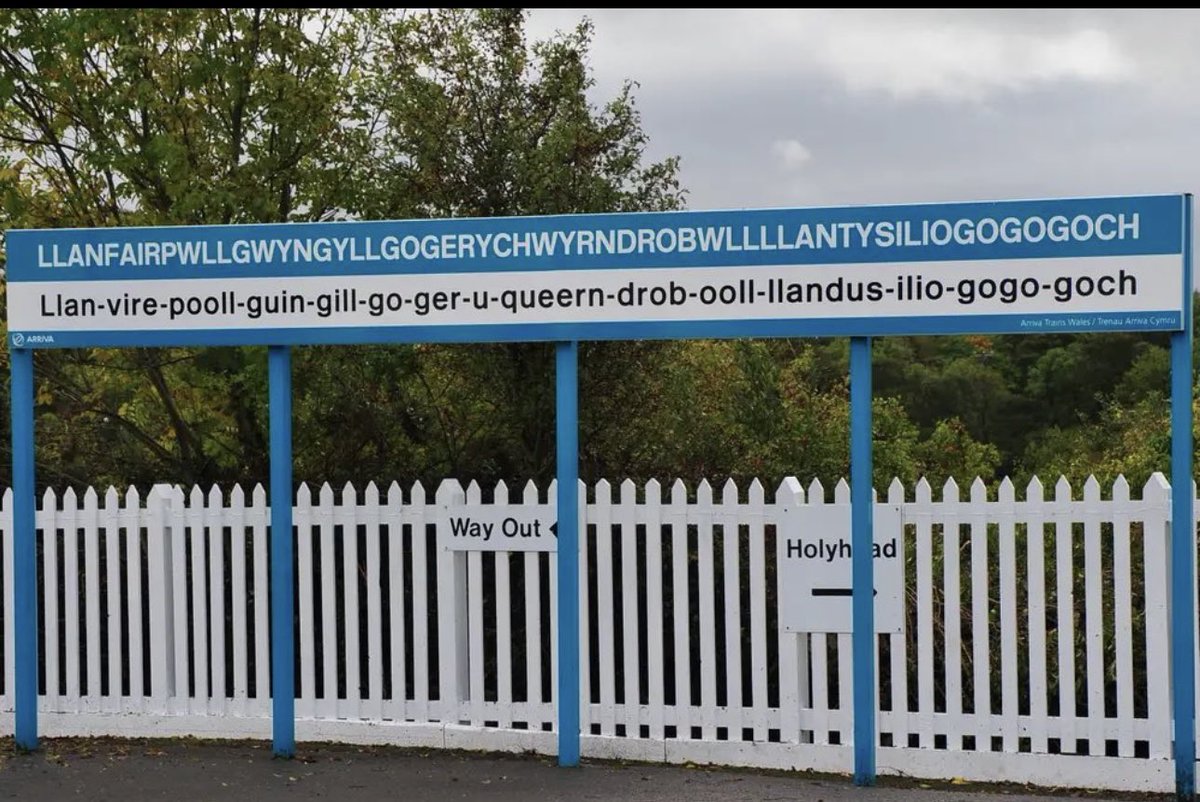 LLANFAIRPWLLGWYNGYLLGOGERYCHWYRNDROBWLLLLANTYSILIOGOGOGOCH
Llan-vire-pooll-guin-gill-go-ger-u-queern-drob-ooll-llandus-ilio-gogo-goch
ARRIVA
Arriva Trains Wales / Trenau Arriva Cymru
Way Out
Holyhead